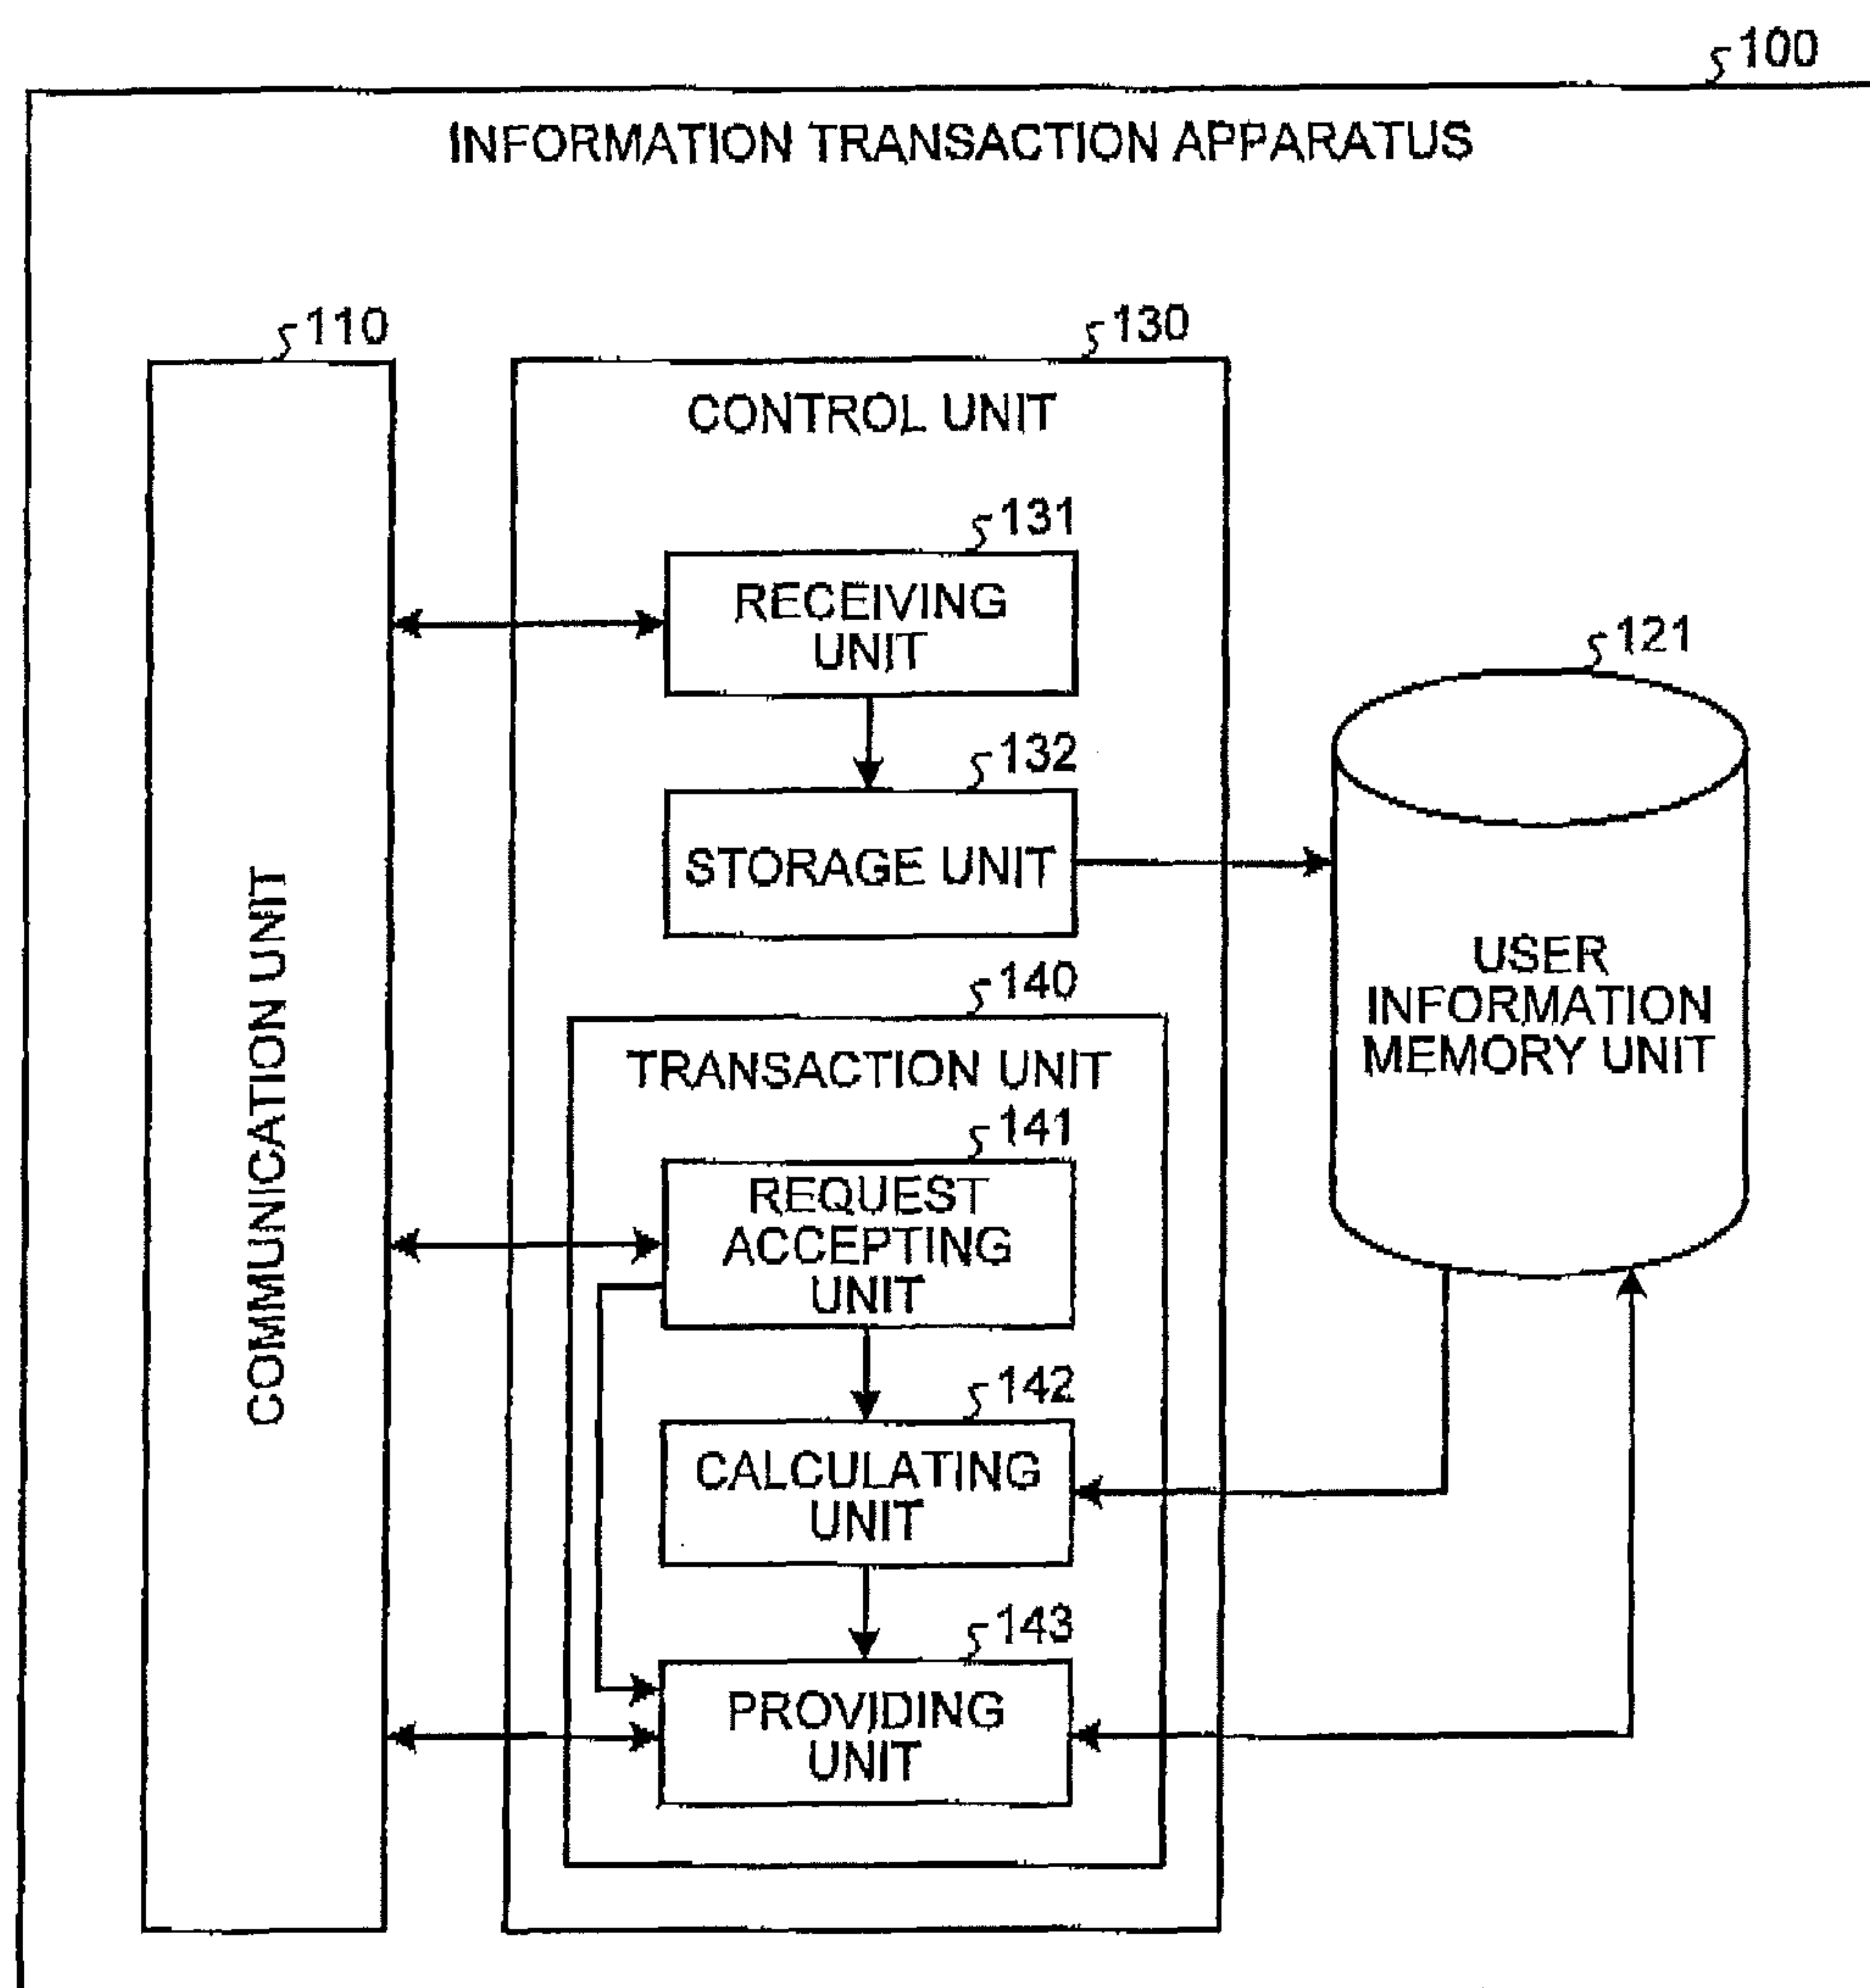 100
INFORMATION TRANSACTION APPARATUS
110
130
CONTROL UNIT
131
RECEIVING
UNIT
121
132
STORAGE UNIT
USER
INFORMATION
MEMORY UNIT
COMMUNICATION UNIT
140
TRANSACTION UNIT
141
REQUEST
ACCEPTING
UNIT
142
CALCULATING
UNIT
143
PROVIDING
UNIT